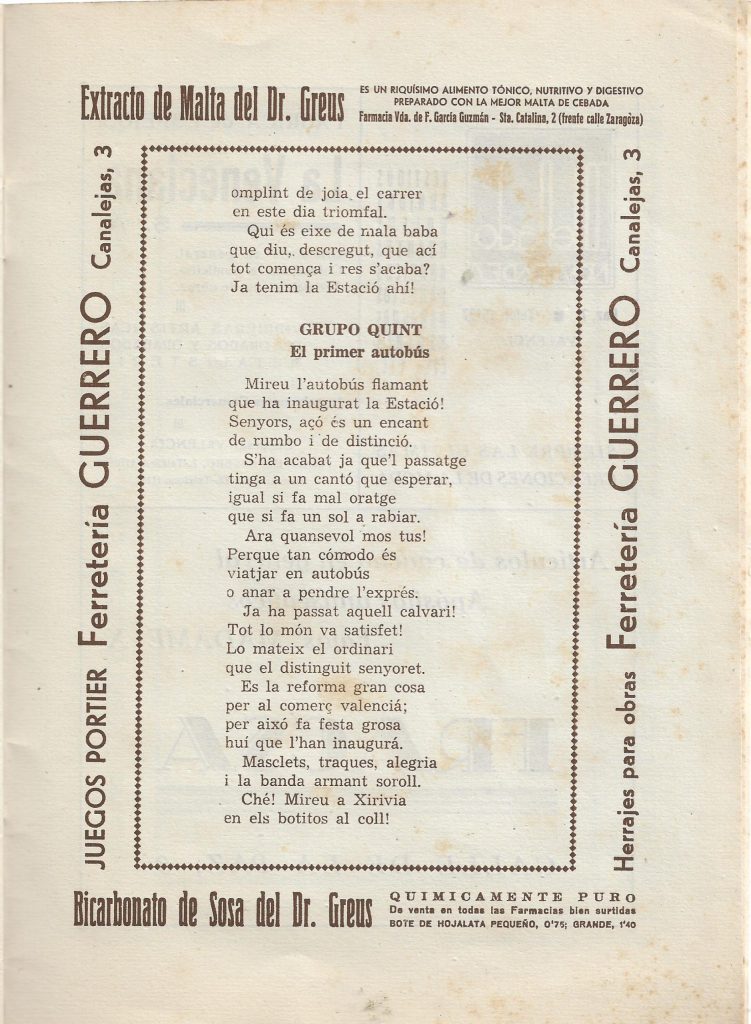 Extracto de Malta del Dr. Greus
ES UN RIQUÍSIMO ALIMENTO TÓNICO, NUTRITIVO Y DIGESTIVO
PREPARADO CON LA MEJOR MALTA DE CEBADA
Farmacia Vda. de F. García Guzmán - Sta. Catalina, 2 (frente calle Zaragóza)
JUEGOS PORTIER Ferretería GUERRERO Canalejas, 3
omplint de joia el carrer
en este dia triomfal.
Qui és eixe de mala baba
que diu, descregut, que ací
tot comença i res s'acaba?
Ja tenim la Estació ahí!
GRUPO QUINT
El primer autobús
Mireu l'autobús flamant
que ha inaugurat la Estació!
Senyors, açó és un encant
de rumbo i de distinció.
S'ha acabat ja que'l passatge
tinga a un cantó que esperar,
igual si fa mal oratge
que si fa un sol a rabiar.
Ara quansevol mos tus!
Perque tan cómodo és
viatjar en autobús
o anar a pendre l'exprés.
Ja ha passat aquell calvari!
Tot lo món va satisfet!
Lo mateix el ordinari
que el distinguit senyoret.
Es la reforma gran cosa
per al comerç valenciá;
per aixó fa festa grosa
huí que l'han inaugurá.
Masclets, traques, alegria
i la banda armant soroll.
Ché! Mireu a Xirivia
en els botitos al coll!
Herrajes para obras Ferretería GUERRERO Canalejas, 3
Bicarbonato de Sosa del Dr. Greus
QUIMICAMENTE PURO
De venta en todas las Farmacias bien surtidas
BOTE DE HOJALATA PEQUEÑO, 0'75; GRANDE, 1'40